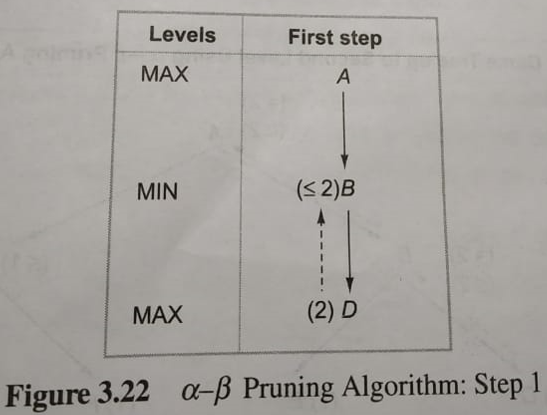 Levels First step
MAX A
MIN (≤ 2)B
MAX (2) D
Figure 3.22 α–β Pruning Algorithm: Step 1